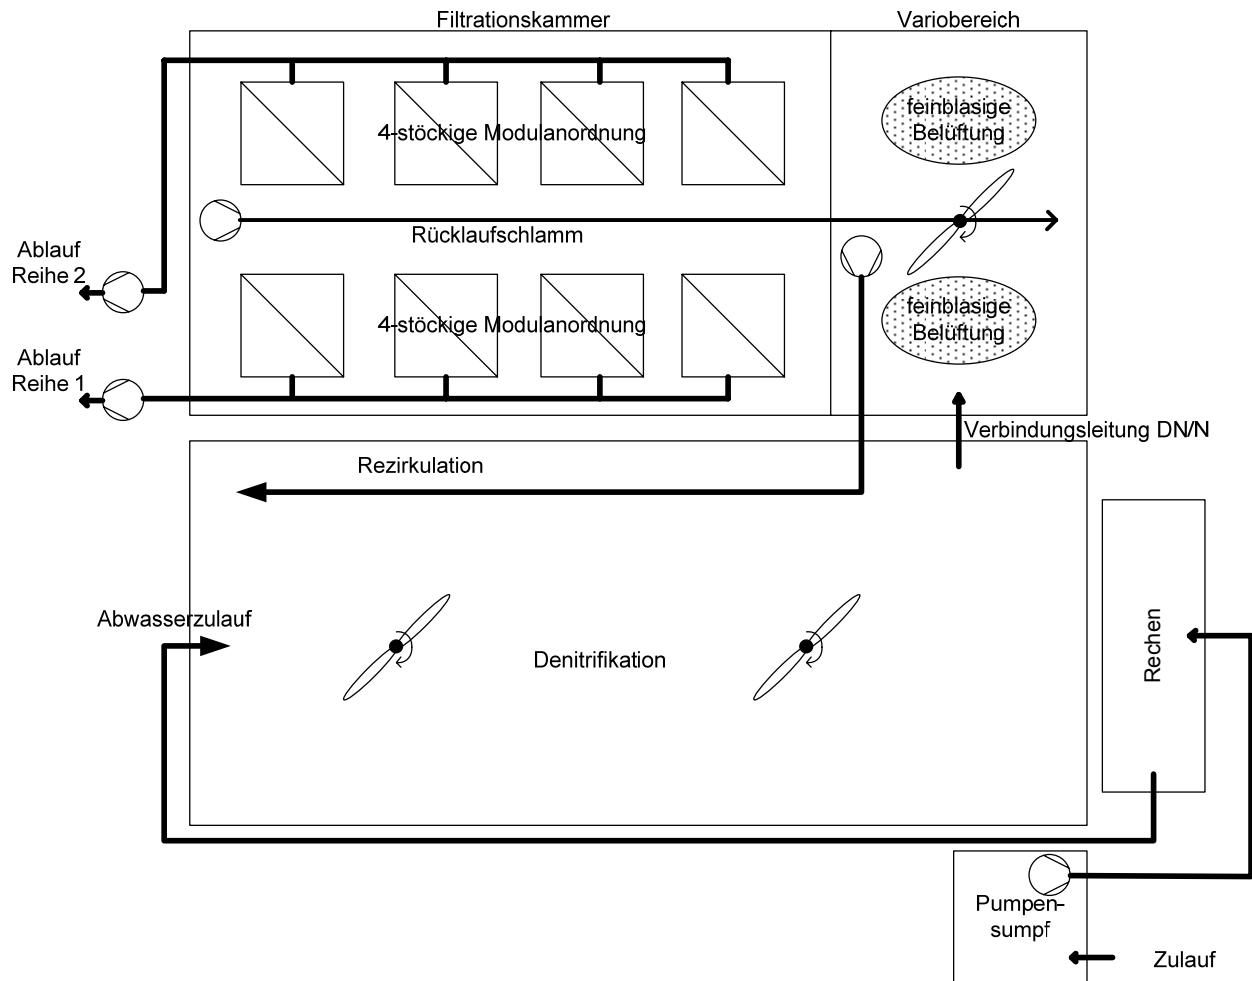 Filtrationskammer
Variobereich
feinblasige
Belüftung
4-stöckige Modulanordnung
Rücklaufschlamm
Ablauf
Reihe 2
feinblasige
Belüftung
4-stöckige Modulanordnung
Ablauf
Reihe 1
Verbindungsleitung DN/N
Rezirkulation
Abwasserzulauf
Denitrifikation
Rechen
Pumpen-
sumpf
Zulauf